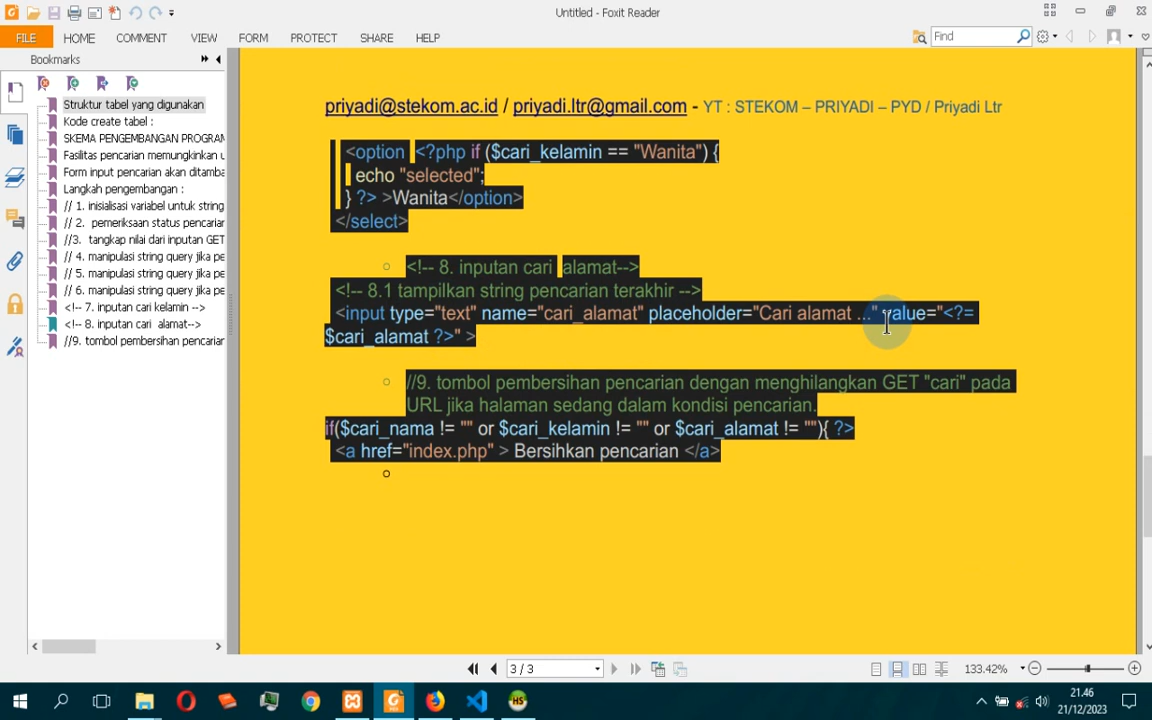 Untitled - Foxit Reader
FILE HOME COMMENT VIEW FORM PROTECT SHARE HELP
Find
Bookmarks
Struktur tabel yang digunakan
Kode create tabel :
SKEMA PENGEMBANGAN PROGRAM
Fasilitas pencarian memungkinkan u
Form input pencarian akan ditamba
Langkah pengembangan :
// 1. inisialisasi variabel untuk string
// 2. pemeriksaan status pencarian
//3. tangkap nilai dari inputan GET
// 4. manipulasi string query jika pe
// 5. manipulasi string query jika pe
// 6. manipulasi string query jika pe
<!-- 7. inputan cari kelamin -->
<!-- 8. inputan cari alamat-->
//9. tombol pembersihan pencarian
priyadi@stekom.ac.id / priyadi.ltr@gmail.com - YT : STEKOM – PRIYADI – PYD / Priyadi Ltr
<option <?php if ($cari_kelamin == "Wanita") {
echo "selected";
} ?> >Wanita</option>
</select>
<!-- 8. inputan cari alamat-->
<!-- 8.1 tampilkan string pencarian terakhir -->
<input type="text" name="cari_alamat" placeholder="Cari alamat ..." value="<?=
$cari_alamat ?>" >
//9. tombol pembersihan pencarian dengan menghilangkan GET "cari" pada
URL jika halaman sedang dalam kondisi pencarian.
if($cari_nama != "" or $cari_kelamin != "" or $cari_alamat != ""){ ?>
<a href="index.php" > Bersihkan pencarian </a>
3 / 3
133.42%
21.46
21/12/2023